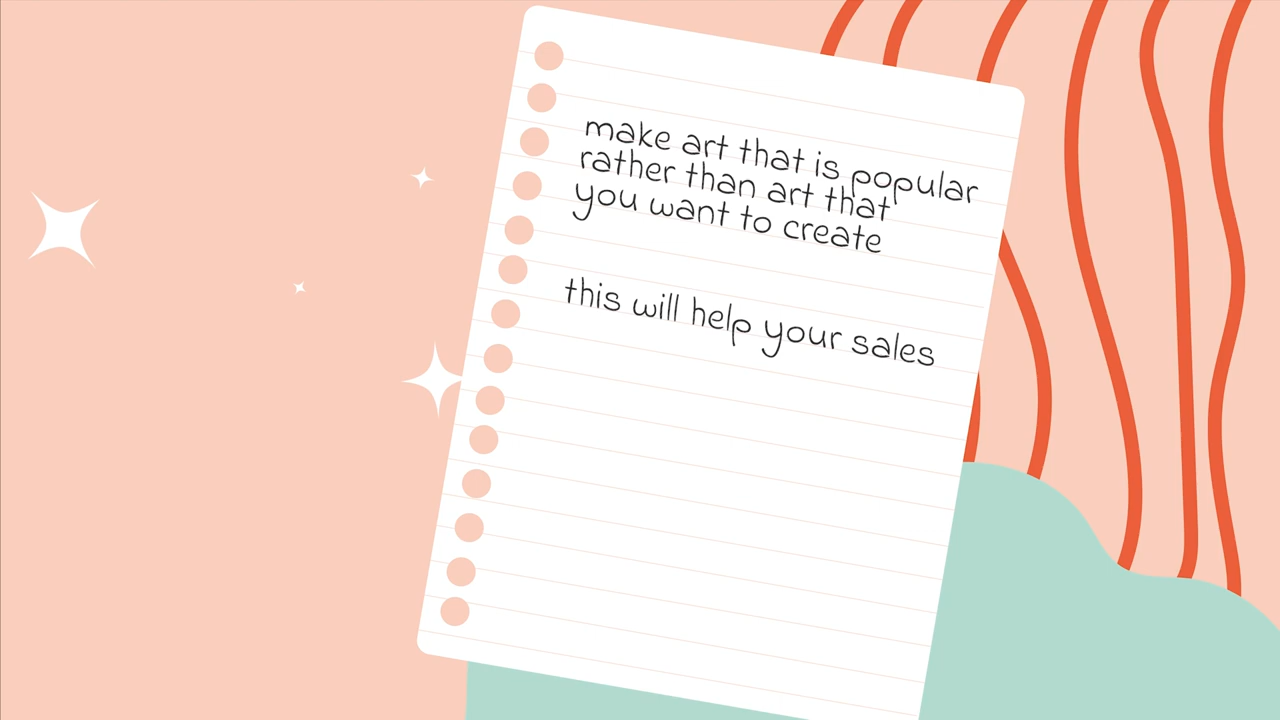 make art that is popular
rather than art that
you want to create
this will help your sales